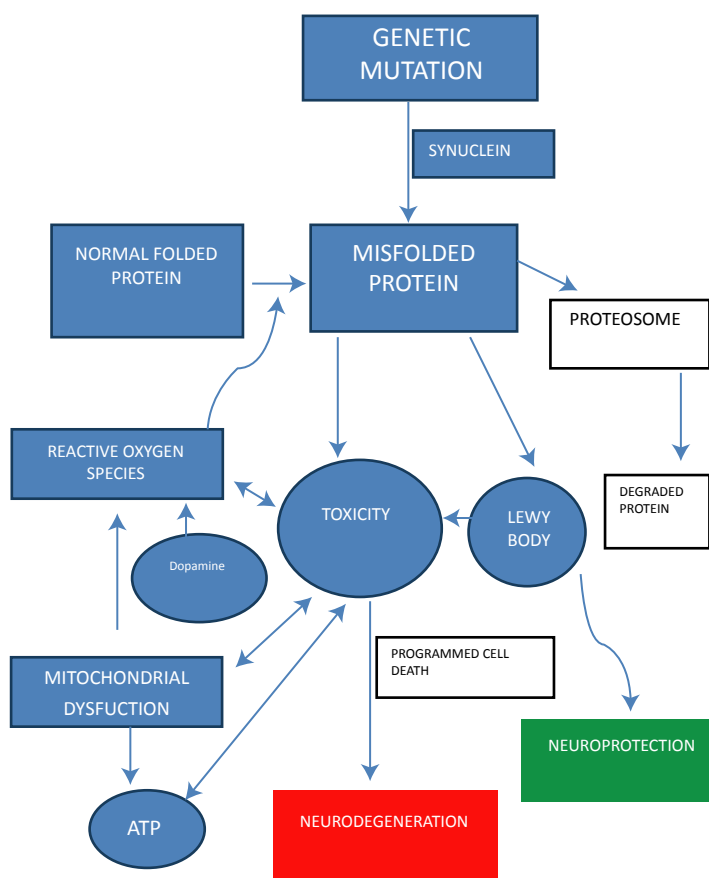 GENETIC
MUTATION
SYNUCLEIN
NORMAL FOLDED
PROTEIN
MISFOLDED
PROTEIN
PROTEOSOME
REACTIVE OXYGEN
SPECIES
TOXICITY
LEWY
BODY
DEGRADED
PROTEIN
Dopamine
PROGRAMMED CELL
DEATH
MITOCHONDRIAL
DYSFUCTION
NEUROPROTECTION
ATP
NEURODEGENERATION